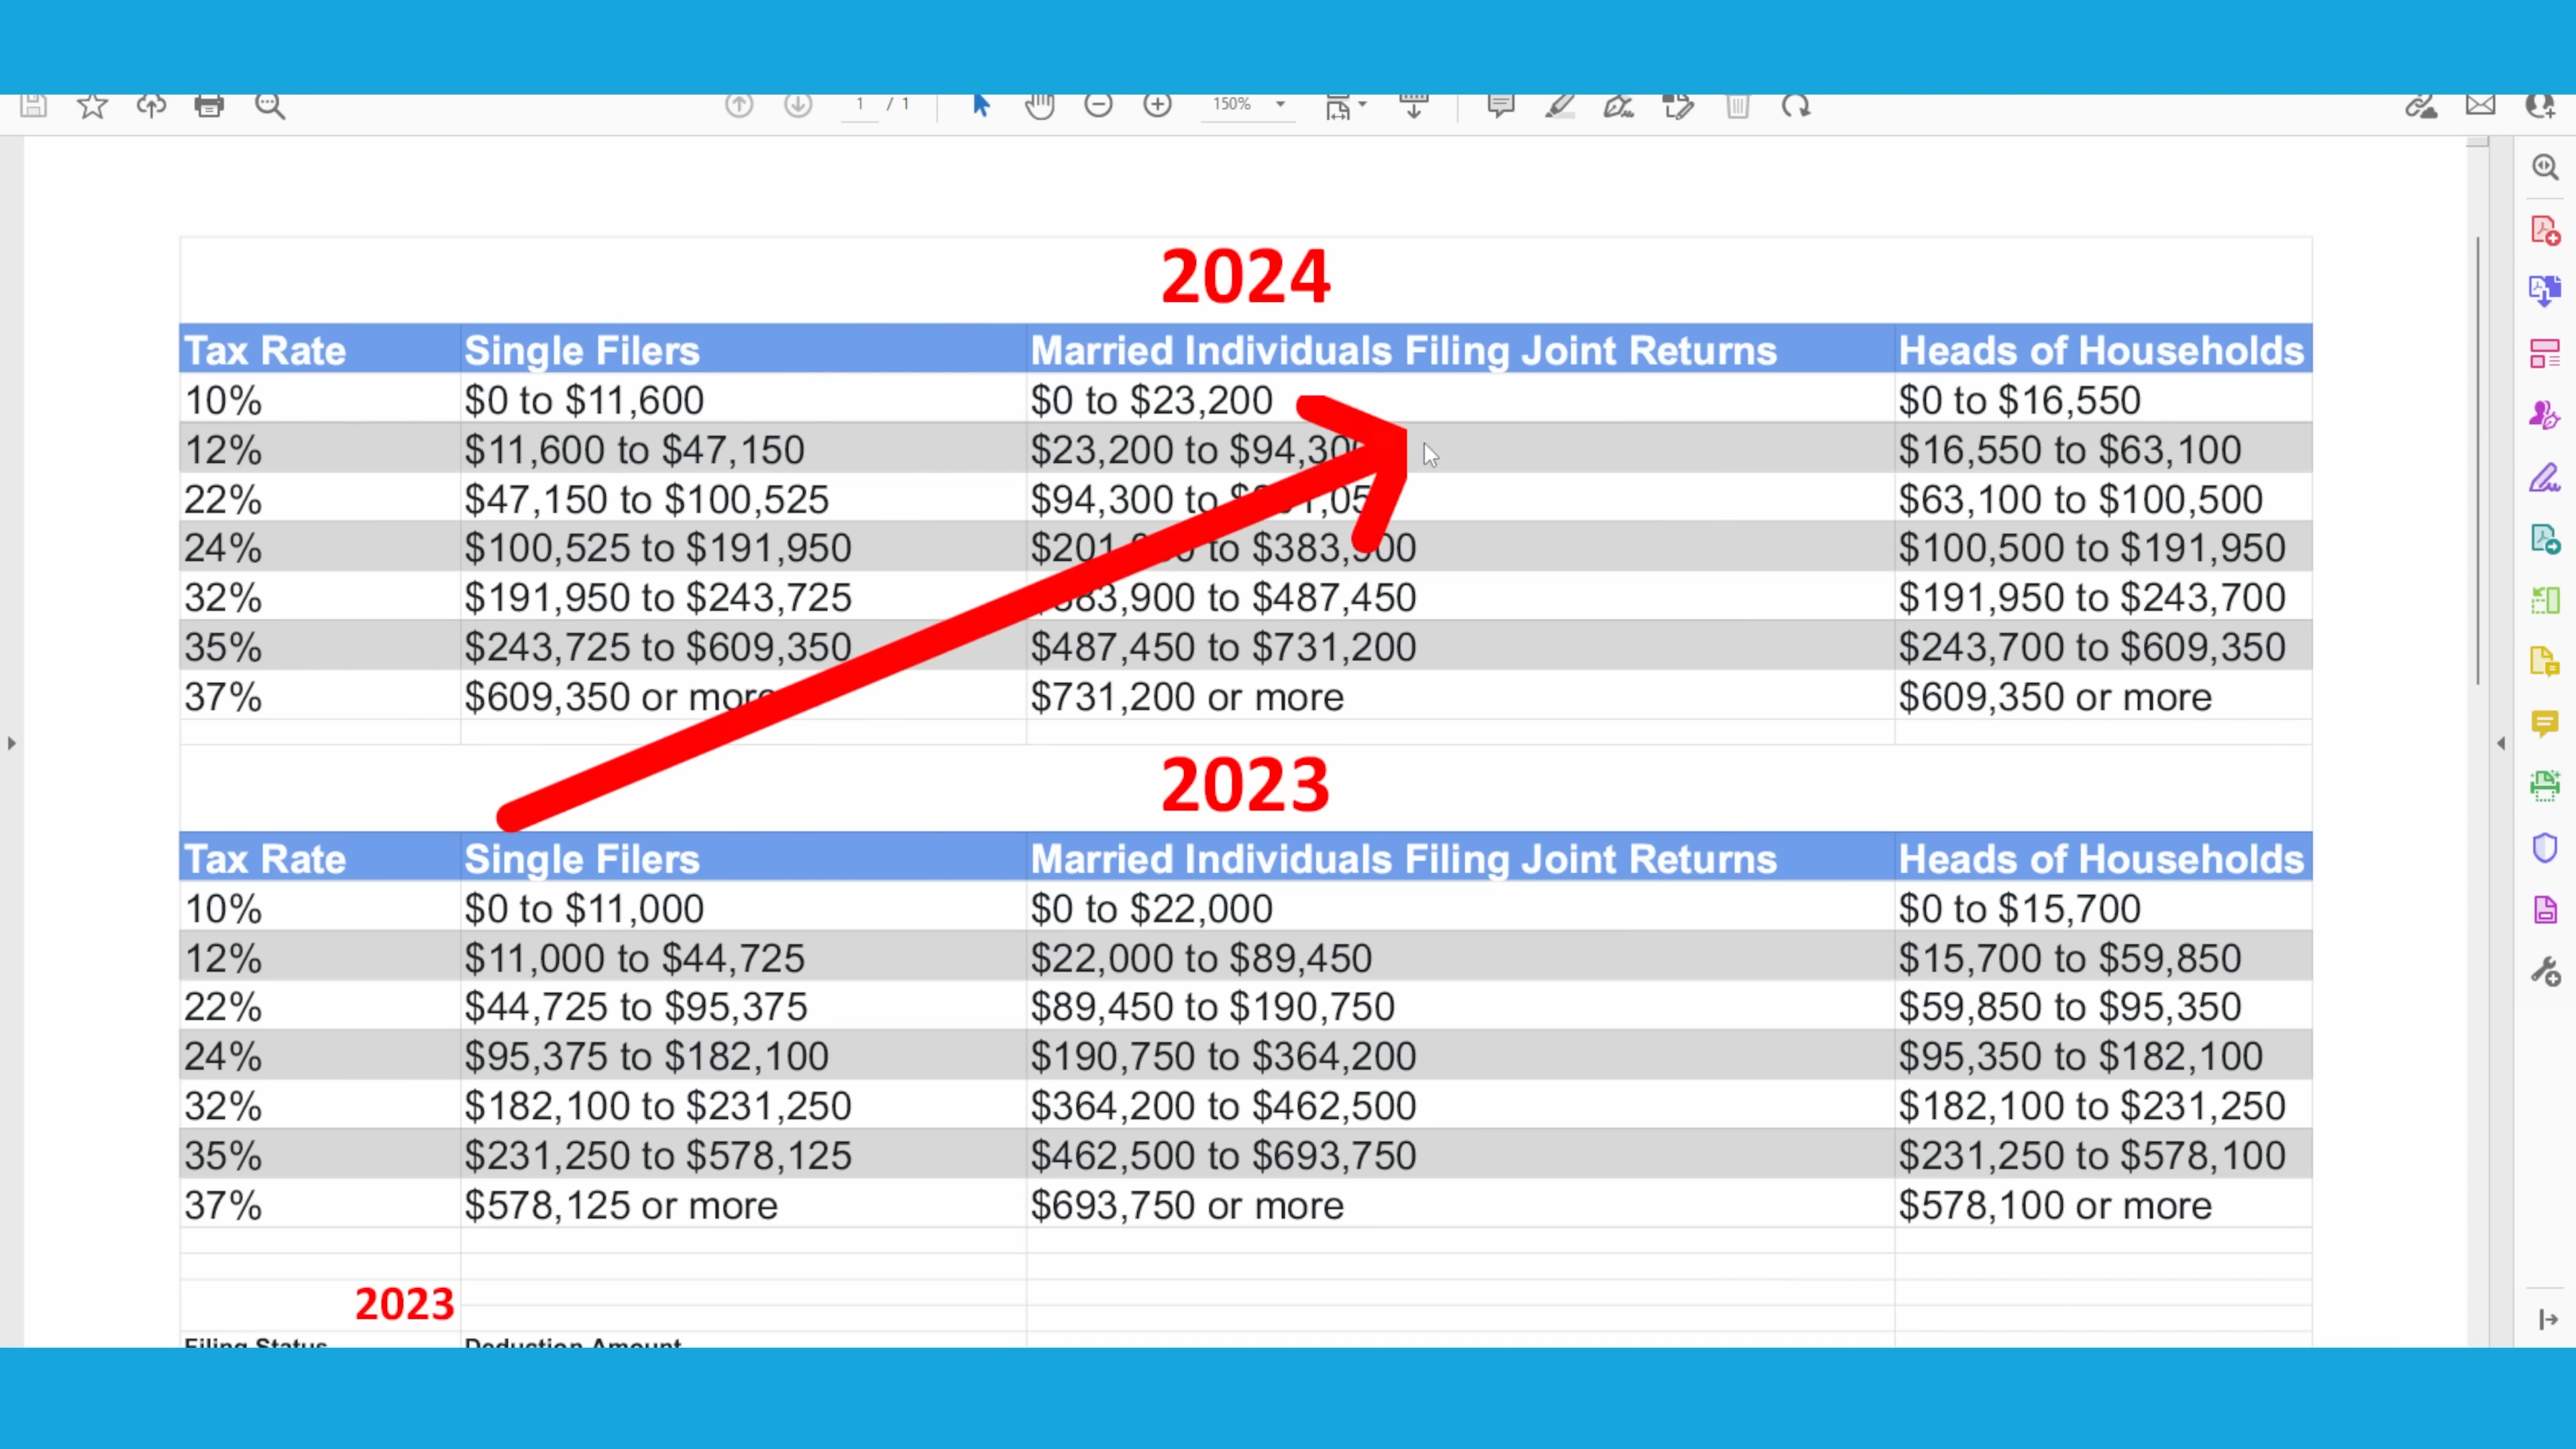 1 / 1 150%
2024
Tax Rate Single Filers Married Individuals Filing Joint Returns Heads of Households
10% $0 to $11,600 $0 to $23,200 $0 to $16,550
12% $11,600 to $47,150 $23,200 to $16,550 to $63,100
22% $47,150 to $100,525 $94,300 to $63,100 to $100,500
24% $100,525 to $191,950 to $100,500 to $191,950
32% $191,950 to $243,725 to $487,450 $191,950 to $243,700
35% $243,725 to $609,350 $487,450 to $731,200 $243,700 to $609,350
37% $609,350 or more $731,200 or more $609,350 or more
2023
Tax Rate Single Filers Married Individuals Filing Joint Returns Heads of Households
10% $0 to $11,000 $0 to $22,000 $0 to $15,700
12% $11,000 to $44,725 $22,000 to $89,450 $15,700 to $59,850
22% $44,725 to $95,375 $89,450 to $190,750 $59,850 to $95,350
24% $95,375 to $182,100 $190,750 to $364,200 $95,350 to $182,100
32% $182,100 to $231,250 $364,200 to $462,500 $182,100 to $231,250
35% $231,250 to $578,125 $462,500 to $693,750 $231,250 to $578,100
37% $578,125 or more $693,750 or more $578,100 or more
2023
Filing Status Deduction Amount